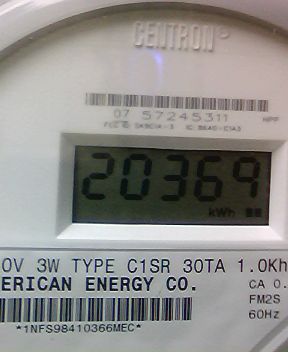 CENTRON®
07 57245311
HPP
20369
kWh
0V 3W TYPE C1SR 30TA 1.0Kh
ERICAN ENERGY CO.
CA 0.
FM2S
60Hz
*1NFS98410366MEC*